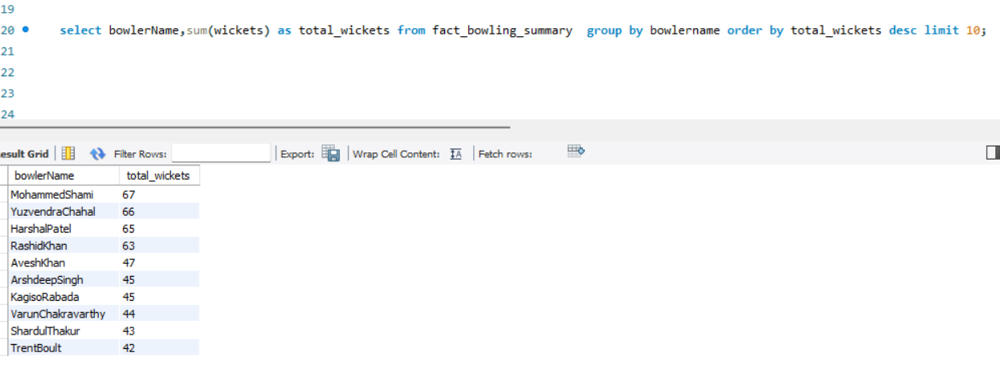 19
20 select bowlerName,sum(wickets) as total_wickets from fact_bowling_summary  group by bowlername order by total_wickets desc limit 10;
21
22
23
24
esult Grid Filter Rows: Export: Wrap Cell Content: IA Fetch rows:
bowlerName total_wickets
MohammedShami 67
YuzvendraChahal 66
HarshalPatel 65
RashidKhan 63
AveshKhan 47
ArshdeepSingh 45
KagisoRabada 45
VarunChakravarthy 44
ShardulThakur 43
TrentBoult 42